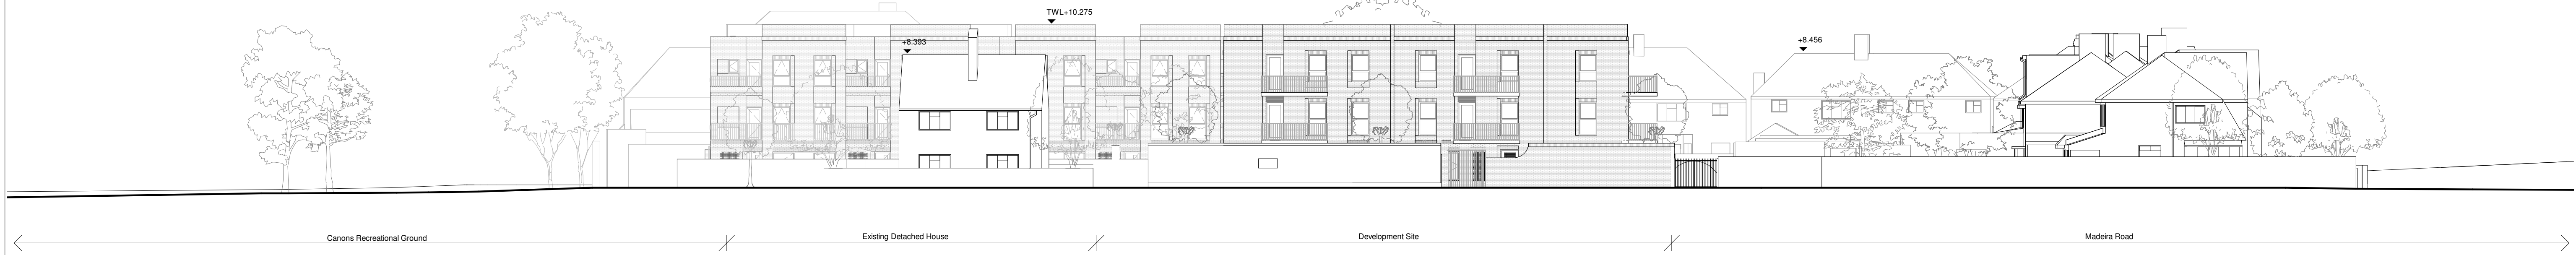 TWL+10.275
+8.393
+8.456
Canons Recreational Ground
Existing Detached House
Development Site
Madeira Road